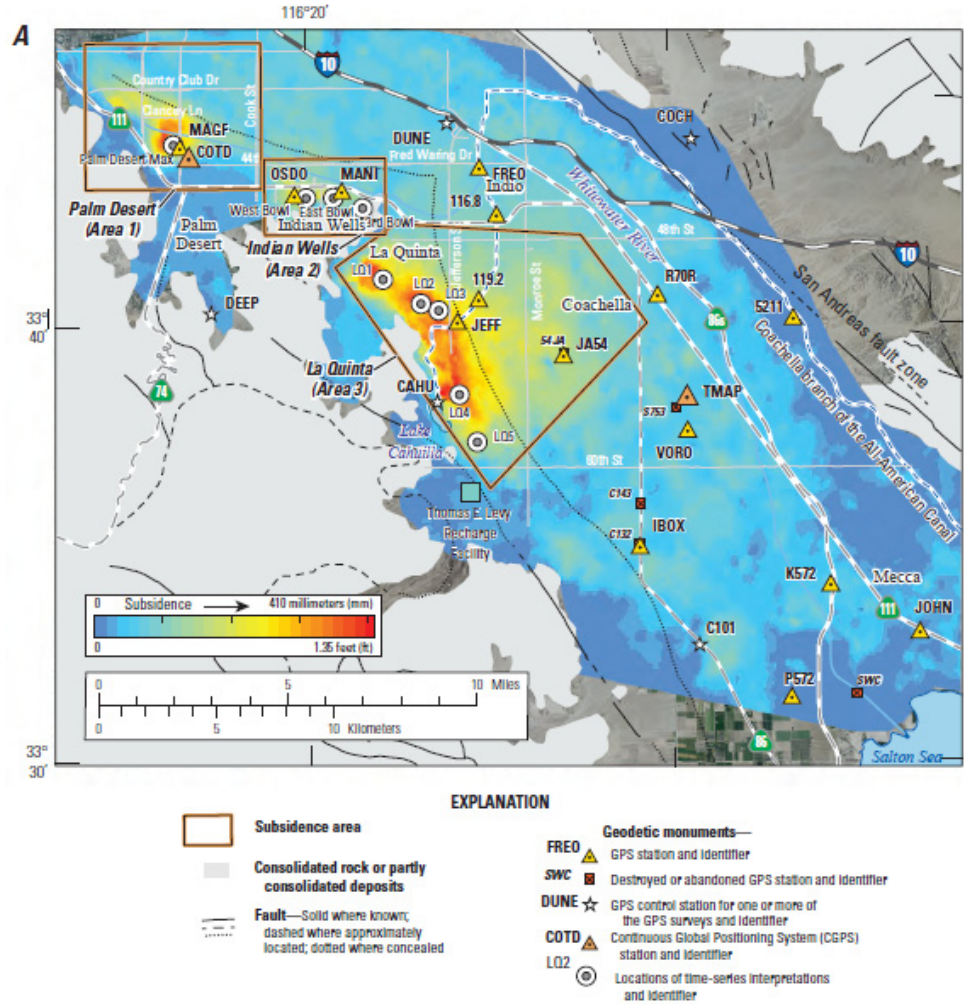 A
116°20'
10
Country Club Dr
Cook St
111
Clancey Ln
MAGF
COTD
Palm Desert Max
44th
DUNE
Fred Waring Dr
COCH
Palm Desert
(Area 1)
OSDO
MANI
West Bowl
East Bowl
3rd Bowl
Indian Wells
Indian Wells
(Area 2)
FREO
Indio
116.8
Whitewater River
48th St
10
Palm
Desert
La Quinta
LQ1
LQ2
LQ3
Jefferson St
119.2
JEFF
Monroe St
Coachella
R70R
86s
5211
San Andreas fault zone
Coachella branch of the All-American Canal
DEEP
33°
40'
54JA
JA54
La Quinta
(Area 3)
74
CAHU
LQ4
LQ5
Lake
Cahuilla
TMAP
S753
VORO
60th St
Thomas E. Levy
Recharge
Facility
C143
IBOX
C132
K572
Mecca
111
JOHN
C101
P572
SWC
86
Salton Sea
0 Subsidence 410 millimeters (mm)
0 1.35 feet (ft)
0 5 10 Miles
0 5 10 Kilometers
33°
30'
EXPLANATION
Subsidence area
Consolidated rock or partly
consolidated deposits
Fault—Solid where known;
dashed where approximately
located; dotted where concealed
Geodetic monuments—
FREO GPS station and identifier
SWC Destroyed or abandoned GPS station and identifier
DUNE GPS control station for one or more of
the GPS surveys and identifier
COTD Continuous Global Positioning System (CGPS)
station and identifier
LQ2 Locations of time-series interpretations
and identifier